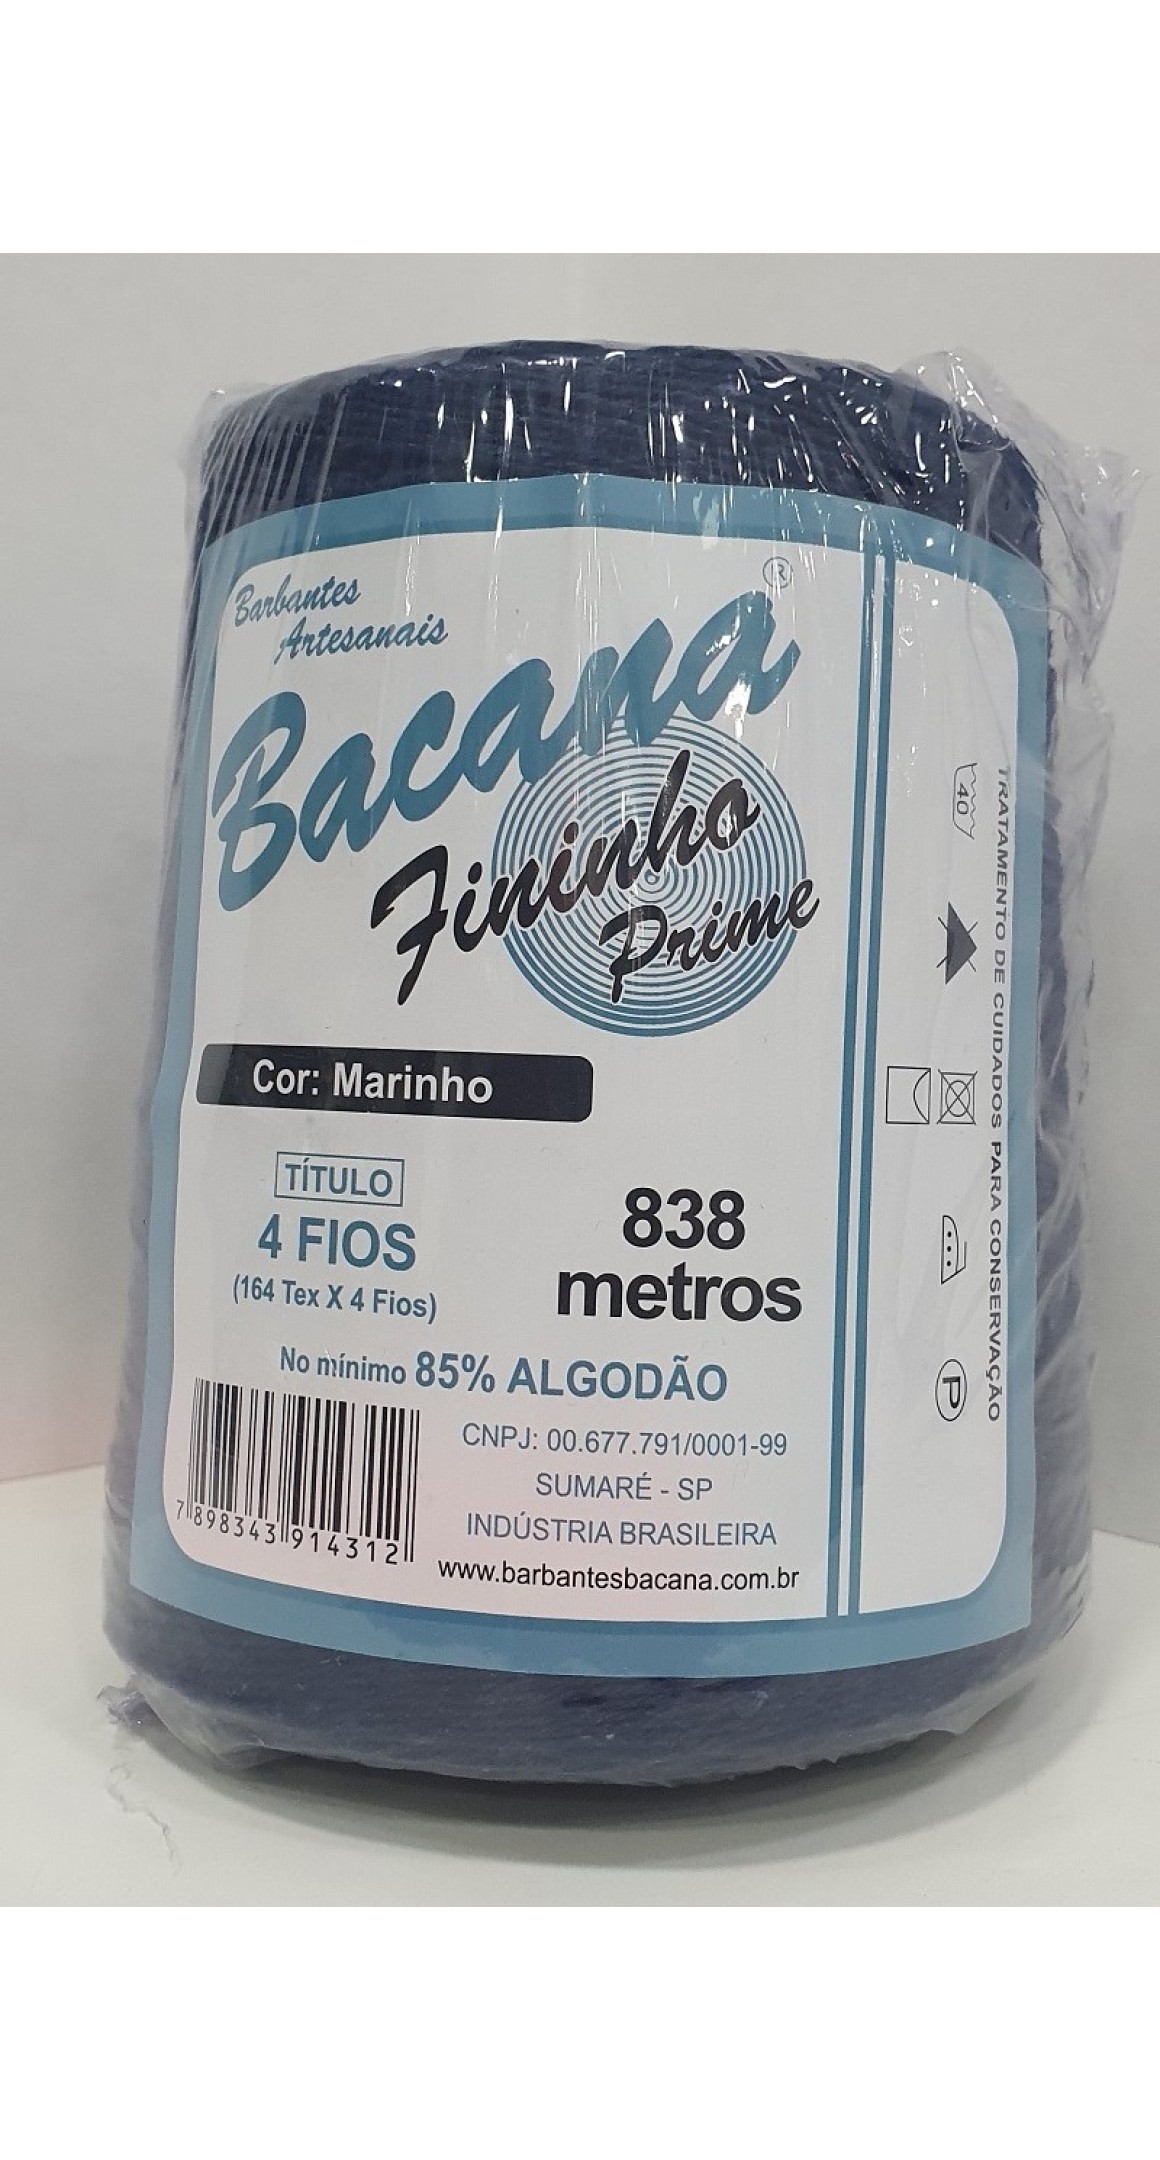 Barbantes
Artesanais
Bacana®
Fininho
Prime
Cor: Marinho
TÍTULO
4 FIOS
(164 Tex X 4 Fios)
838
metros
No mínimo 85% ALGODÃO
7 898343 914312
CNPJ: 00.677.791/0001-99
SUMARÉ - SP
INDÚSTRIA BRASILEIRA
www.barbantesbacana.com.br
TRATAMENTO DE CUIDADOS PARA CONSERVAÇÃO
40
P